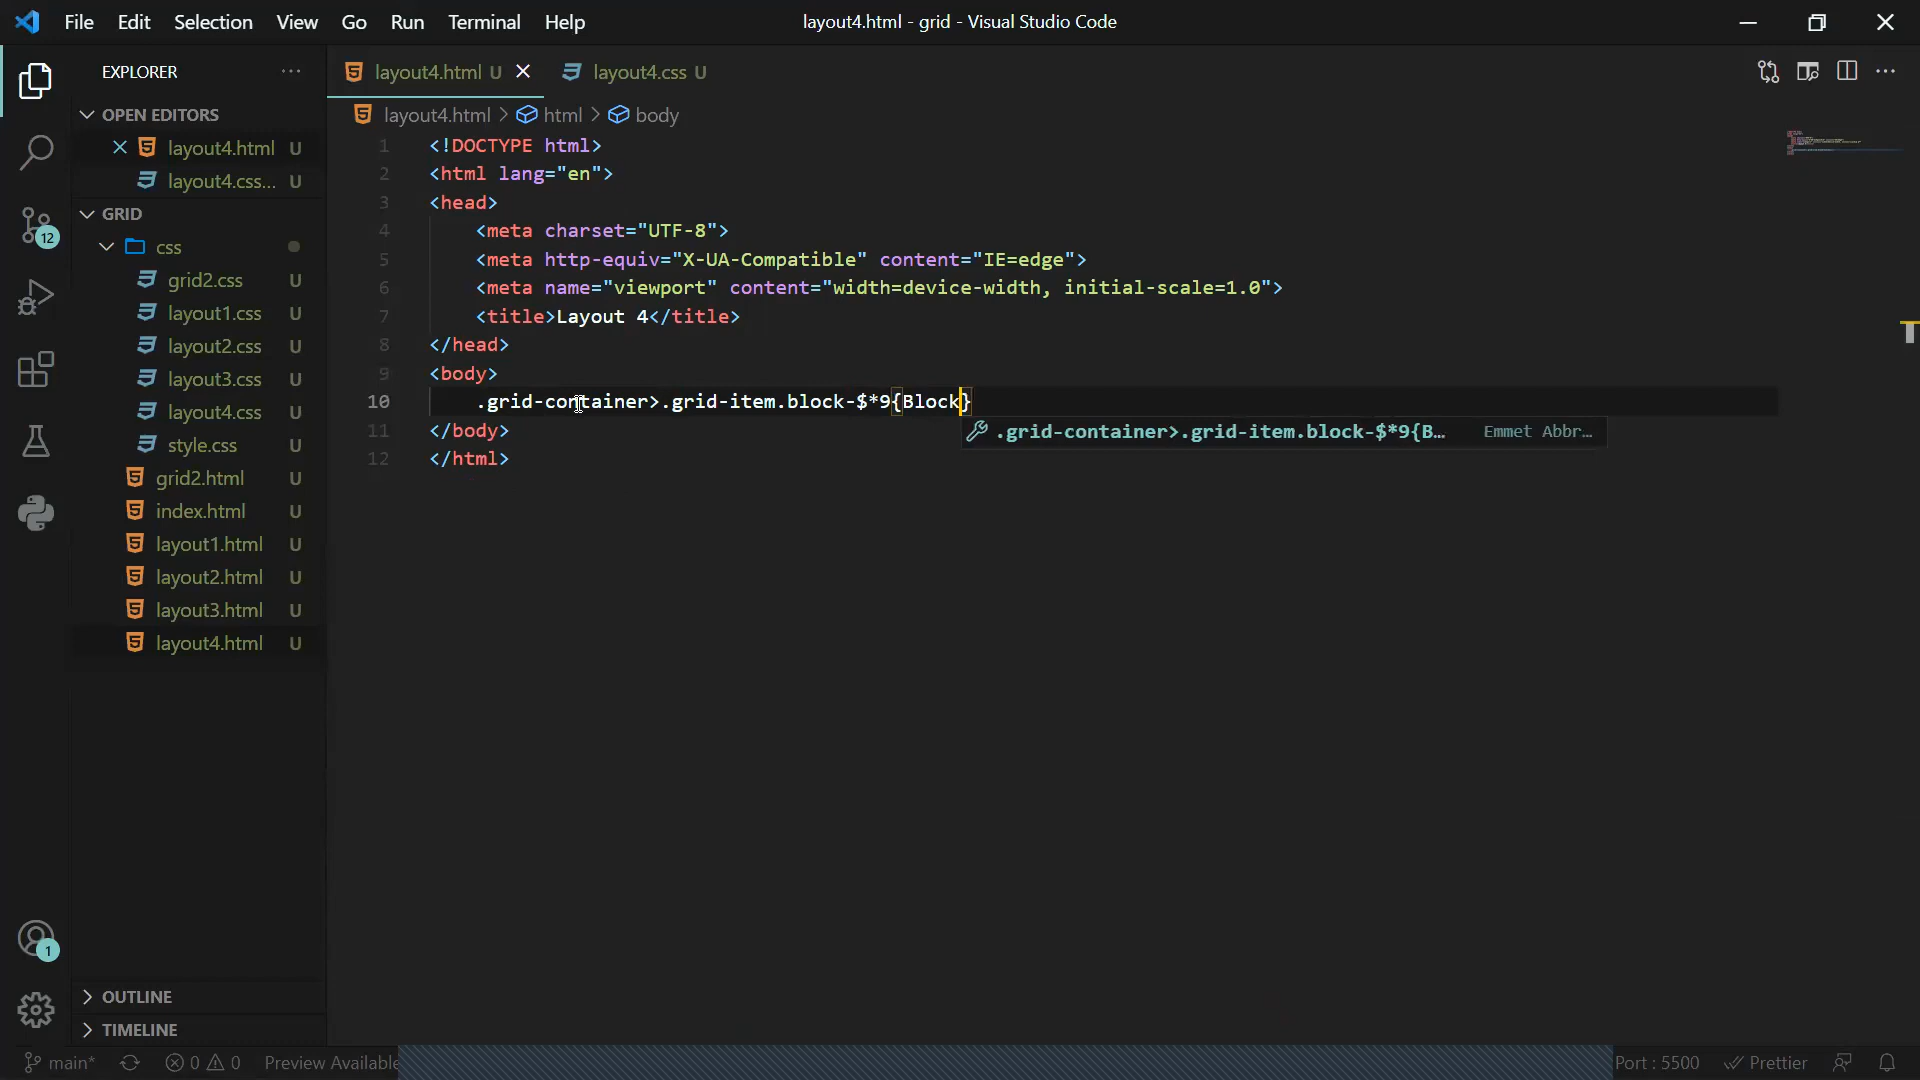 File Edit Selection View Go Run Terminal Help
layout4.html - grid - Visual Studio Code
EXPLORER
OPEN EDITORS
layout4.html U
layout4.css... U
GRID
css
grid2.css U
layout1.css U
layout2.css U
layout3.css U
layout4.css U
style.css U
grid2.html U
index.html U
layout1.html U
layout2.html U
layout3.html U
layout4.html U
OUTLINE
TIMELINE
12
1
layout4.html U
layout4.css U
layout4.html > html > body
1 <!DOCTYPE html>
2 <html lang="en">
3 <head>
4 <meta charset="UTF-8">
5 <meta http-equiv="X-UA-Compatible" content="IE=edge">
6 <meta name="viewport" content="width=device-width, initial-scale=1.0">
7 <title>Layout 4</title>
8 </head>
9 <body>
10 .grid-container>.grid-item.block-$*9{Block}
11 </body>
12 </html>
.grid-container>.grid-item.block-$*9{B... Emmet Abbr...
main* 0 0 Preview Available
Port : 5500 Prettier